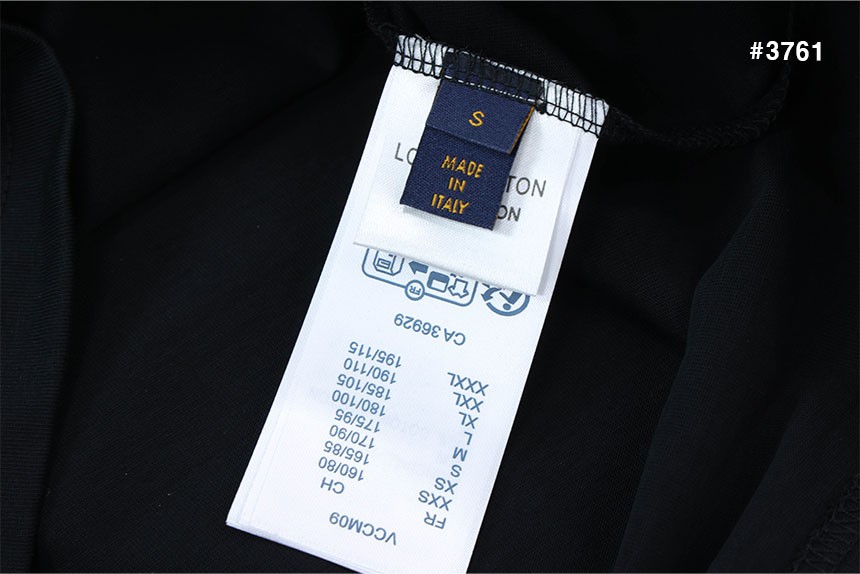 #3761
S
MADE
IN
ITALY
LO TON
ON
FR
CA 36929
VCCM09
FR CH
XXS 160/80
XS 165/85
S 170/90
M 175/95
L 180/100
XL 185/105
XXL 190/110
XXXL 195/115